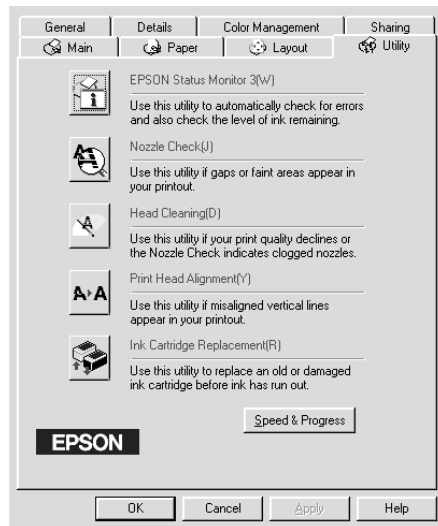 General Details Color Management Sharing
Main Paper Layout Utility
EPSON Status Monitor 3(W)
Use this utility to automatically check for errors
and also check the level of ink remaining.
Nozzle Check(J)
Use this utility if gaps or faint areas appear in
your printout.
Head Cleaning(D)
Use this utility if your print quality declines or
the Nozzle Check indicates clogged nozzles.
Print Head Alignment(Y)
Use this utility if misaligned vertical lines
appear in your printout.
Ink Cartridge Replacement(R)
Use this utility to replace an old or damaged
ink cartridge before ink has run out.
Speed & Progress
EPSON
OK Cancel Apply Help